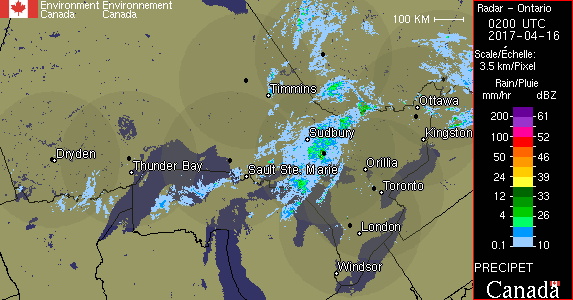 Environment Environnement
Canada Canada
100 KM
Timmins
Ottawa
Sudbury
Kingston
Dryden
Thunder Bay
Sault Ste. Marie
Orillia
Toronto
London
Windsor
Radar - Ontario
0200 UTC
2017-04-16
Scale/Échelle:
3.5 km/Pixel
Rain/Pluie
mm/hr dBZ
200 61
100 52
50 46
24 39
12 33
4 26
0.1 10
PRECIPET
Canada